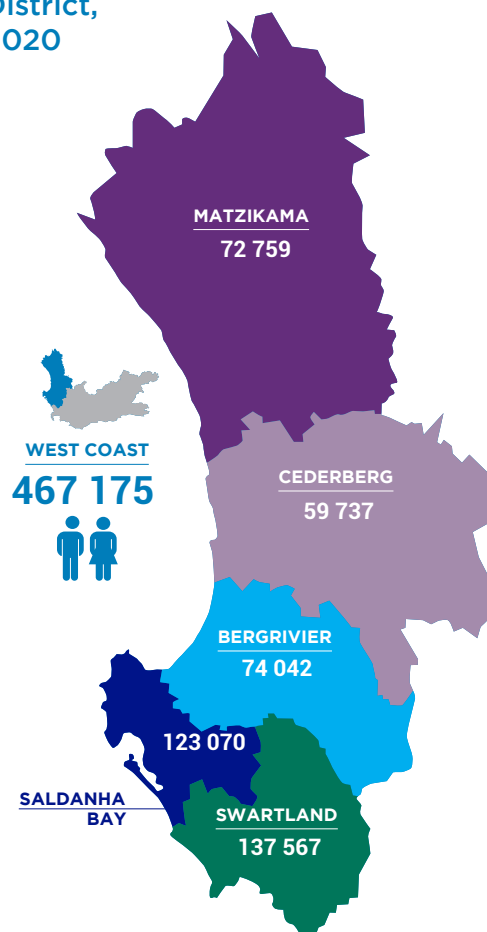 District,
MATZIKAMA
72 759
WEST COAST
467 175
CEDERBERG
59 737
BERGRIVIER
74 042
123 070
SALDANHA
BAY
SWARTLAND
137 567